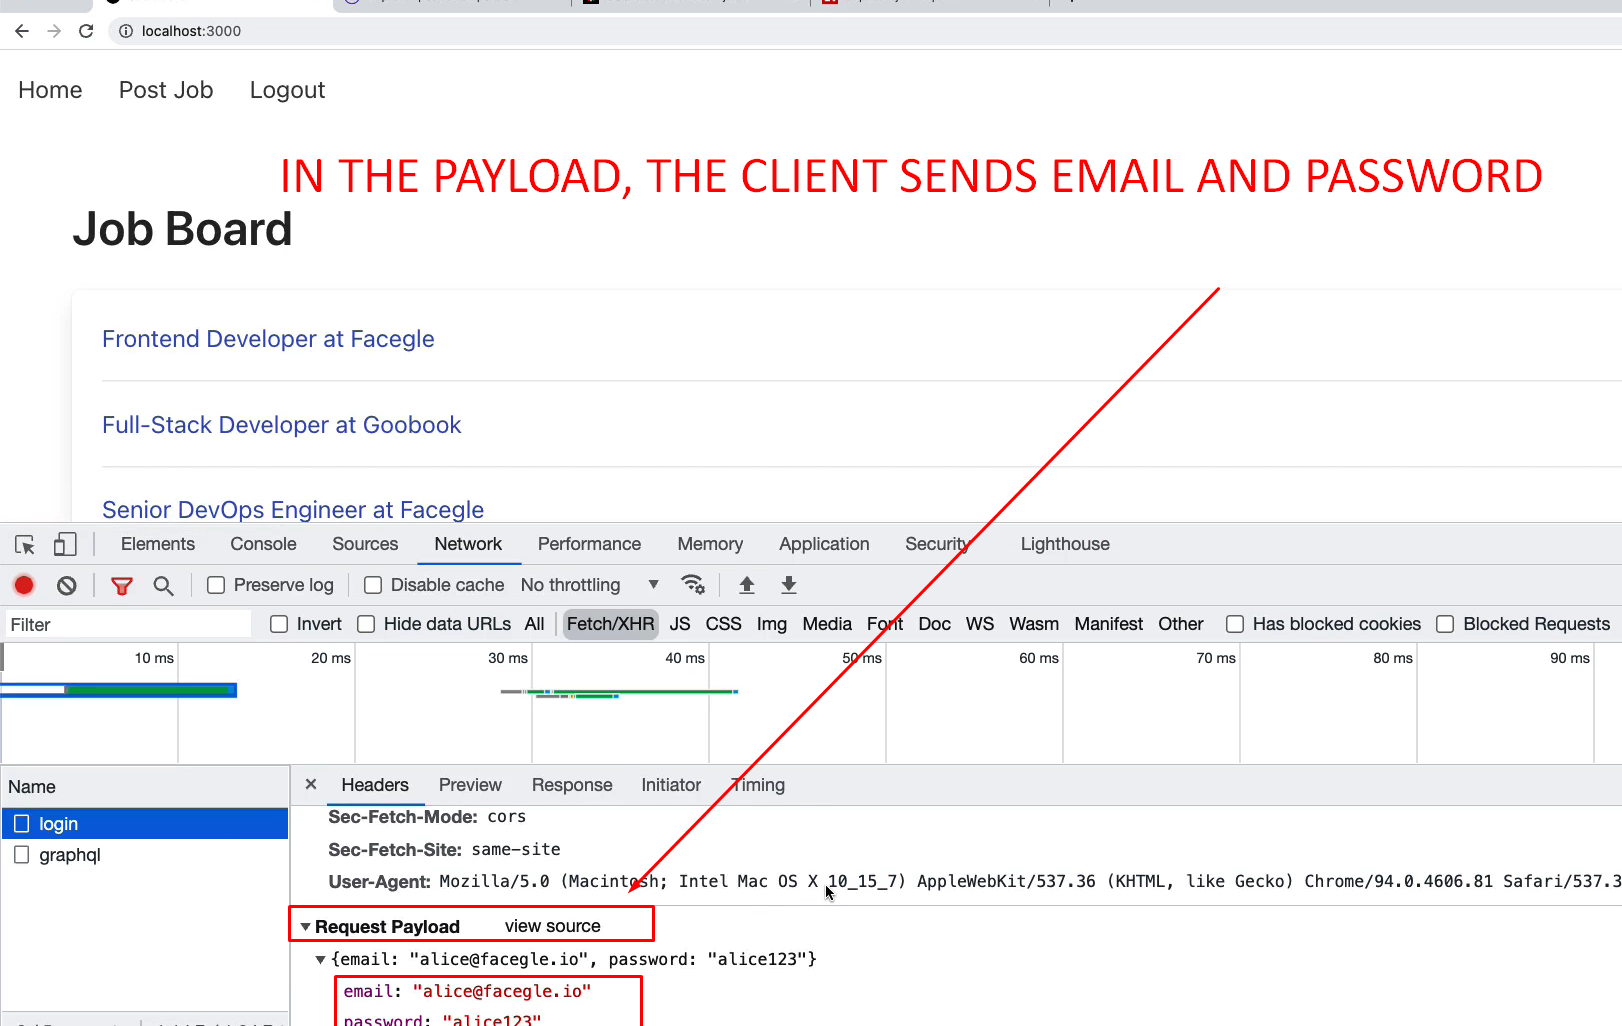 localhost:3000
Home Post Job Logout
IN THE PAYLOAD, THE CLIENT SENDS EMAIL AND PASSWORD
Job Board
Frontend Developer at Facegle
Full-Stack Developer at Goobook
Senior DevOps Engineer at Facegle
Elements Console Sources Network Performance Memory Application Security Lighthouse
Preserve log Disable cache No throttling
Filter Invert Hide data URLs All Fetch/XHR JS CSS Img Media Font Doc WS Wasm Manifest Other Has blocked cookies Blocked Requests
10 ms 20 ms 30 ms 40 ms 50 ms 60 ms 70 ms 80 ms 90 ms
Name × Headers Preview Response Initiator Timing
login
graphql
Sec-Fetch-Mode: cors
Sec-Fetch-Site: same-site
User-Agent: Mozilla/5.0 (Macintosh; Intel Mac OS X 10_15_7) AppleWebKit/537.36 (KHTML, like Gecko) Chrome/94.0.4606.81 Safari/537.3
Request Payload view source
{email: "alice@facegle.io", password: "alice123"}
email: "alice@facegle.io"
password: "alice123"